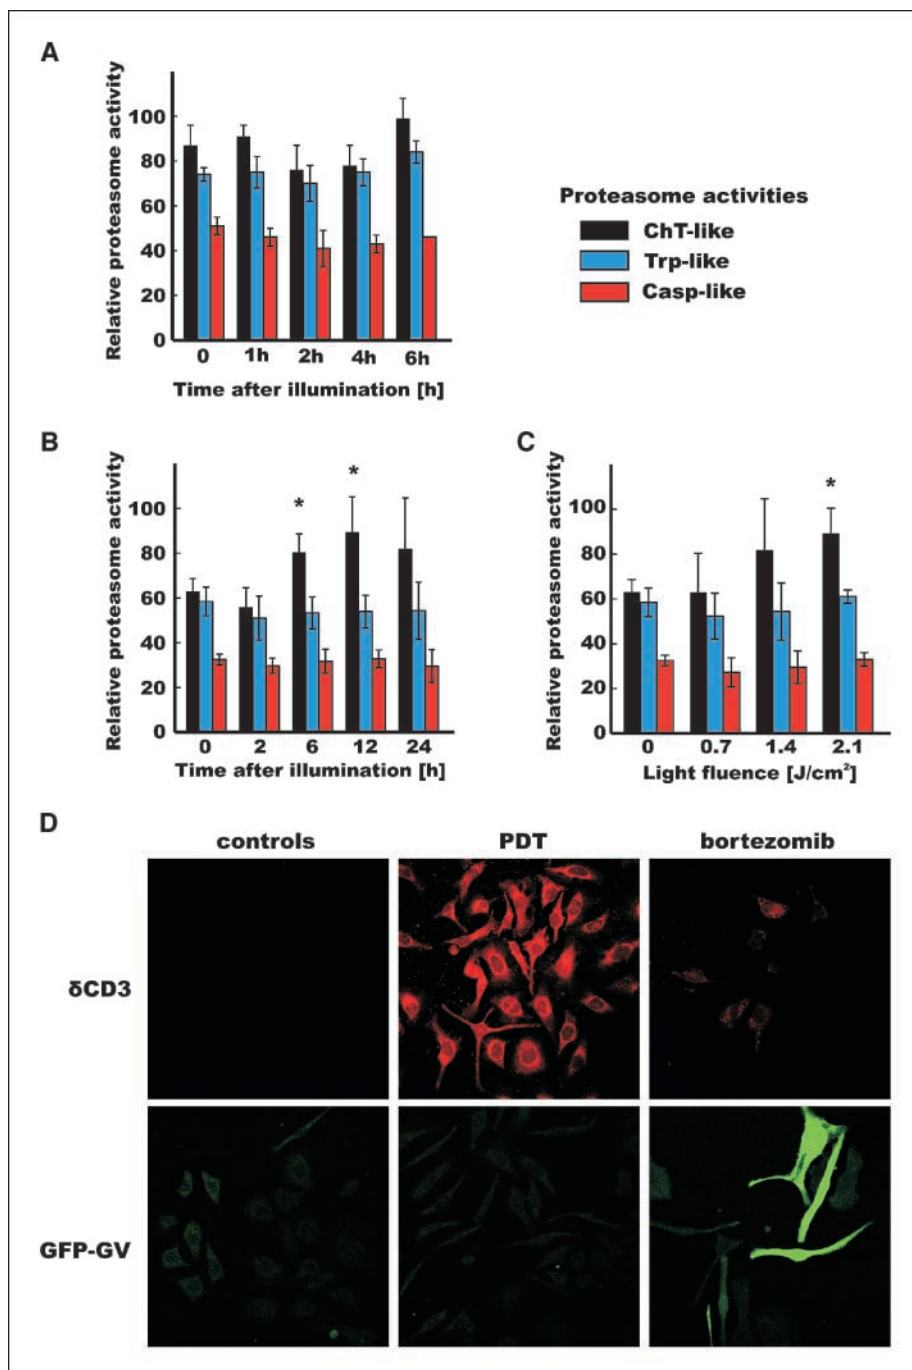 A
Relative proteasome activity
100
80
60
40
20
0
0 1h 2h 4h 6h
Time after illumination [h]
Proteasome activities
ChT-like
Trp-like
Casp-like
B
Relative proteasome activity
100
80
60
40
20
0
* *
0 2 6 12 24
Time after illumination [h]
C
Relative proteasome activity
100
80
60
40
20
0
*
0 0.7 1.4 2.1
Light fluence [J/cm²]
D
controls PDT bortezomib
δCD3
GFP-GV